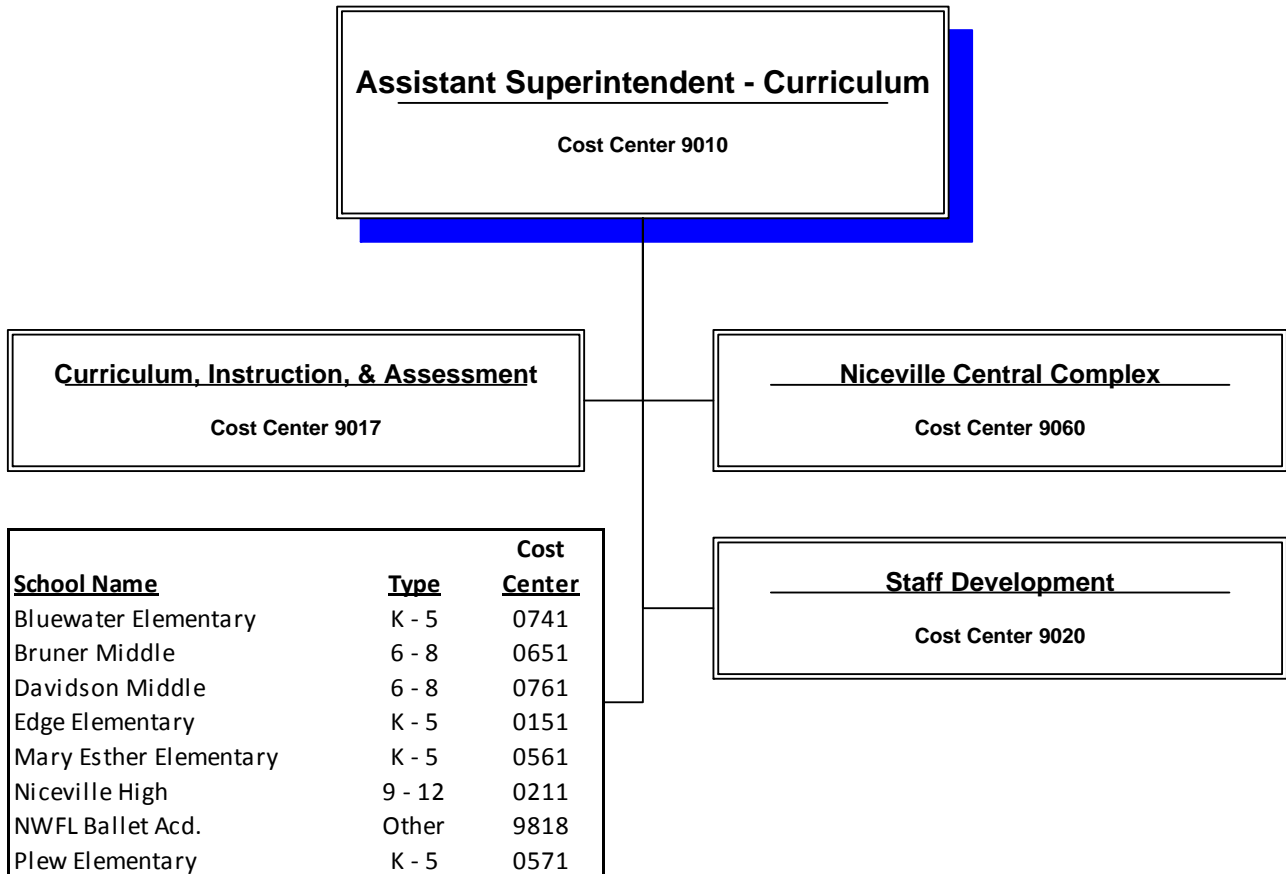 Assistant Superintendent - Curriculum
Cost Center 9010
Curriculum, Instruction, & Assessment
Cost Center 9017
Niceville Central Complex
Cost Center 9060
Cost
School Name Type Center
Bluewater Elementary K - 5 0741
Bruner Middle 6 - 8 0651
Davidson Middle 6 - 8 0761
Edge Elementary K - 5 0151
Mary Esther Elementary K - 5 0561
Niceville High 9 - 12 0211
NWFL Ballet Acd. Other 9818
Plew Elementary K - 5 0571
Staff Development
Cost Center 9020